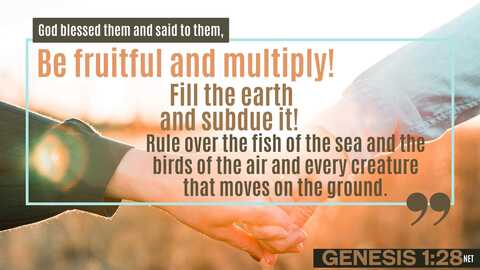 God blessed them and said to them,
Be fruitful and multiply!
Fill the earth
and subdue it!
Rule over the fish of the sea and the
birds of the air and every creature
that moves on the ground.
”
GENESIS 1:28 NET